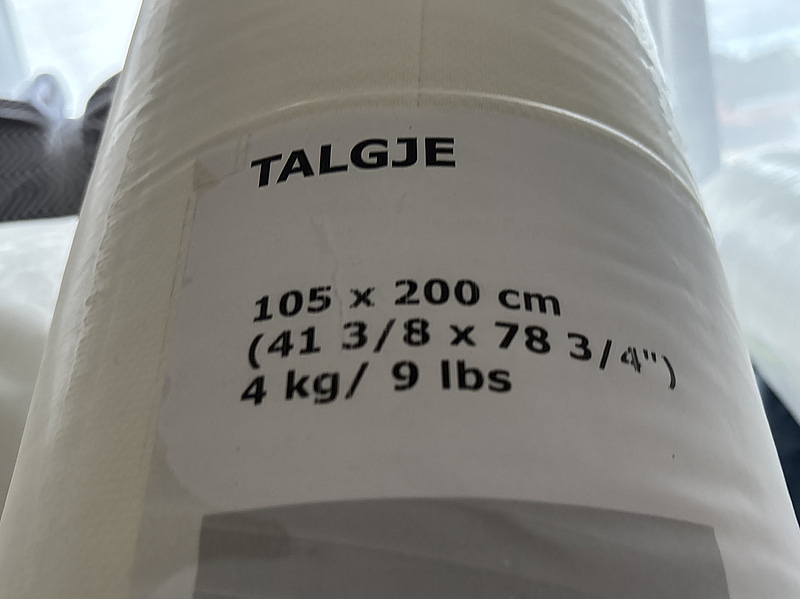 TALGJE
105 x 200 cm
(41 3/8 x 78 3/4")
4 kg/ 9 lbs